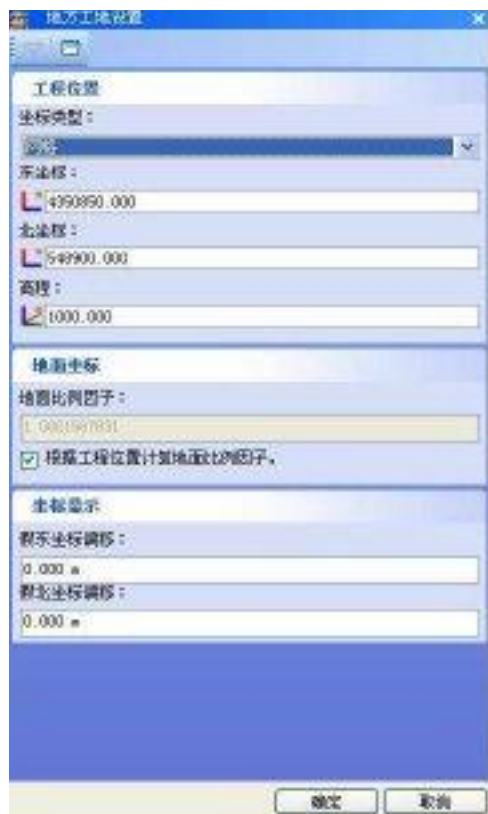 地方工地设置
工程位置
坐标类型：
东坐标：
4350850.000
北坐标：
548900.000
高程：
1000.000
地面坐标
地面比例因子：
根据工程位置计算地面比例因子。
坐标显示
假东坐标偏移：
0.000 m
假北坐标偏移：
0.000 m
确定
取消